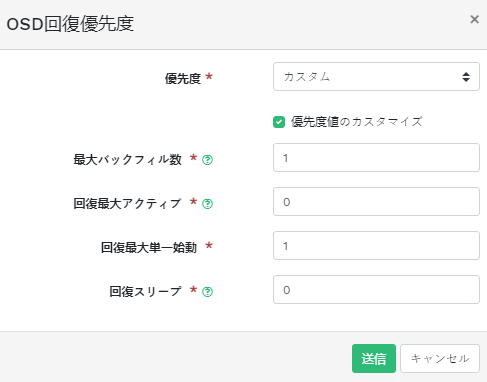 OSD回復優先度
×
優先度 *
カスタム
優先度値のカスタマイズ
最大バックフィル数 * ?
1
回復最大アクティブ * ?
0
回復最大単一始動 *
1
回復スリープ * ?
0
送信
キャンセル